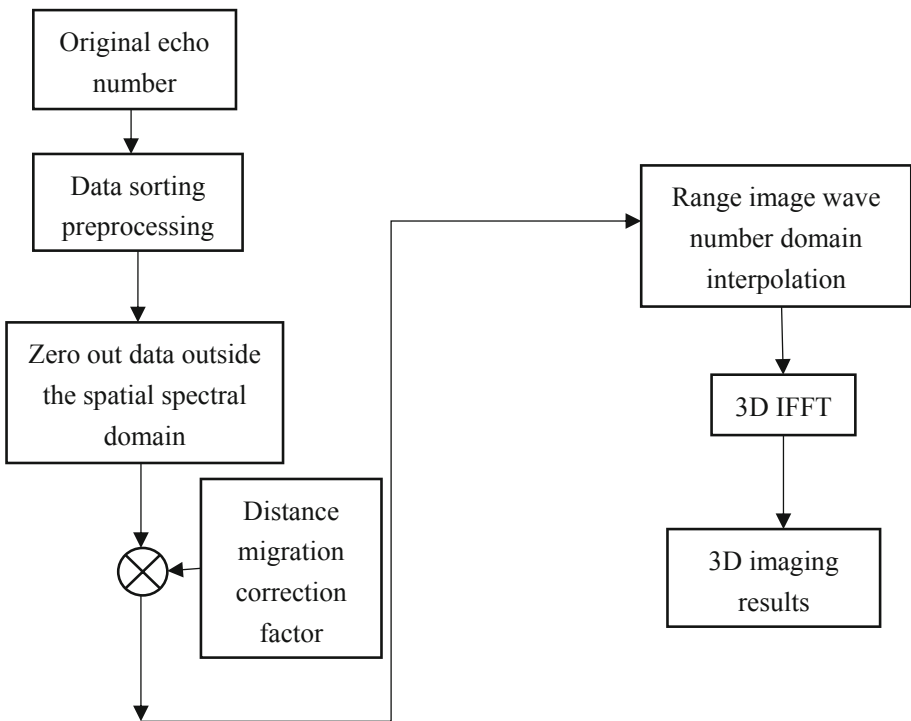 Original echo
number
Data sorting
preprocessing
Zero out data outside
the spatial spectral
domain
Distance
migration
correction
factor
Range image wave
number domain
interpolation
3D IFFT
3D imaging
results